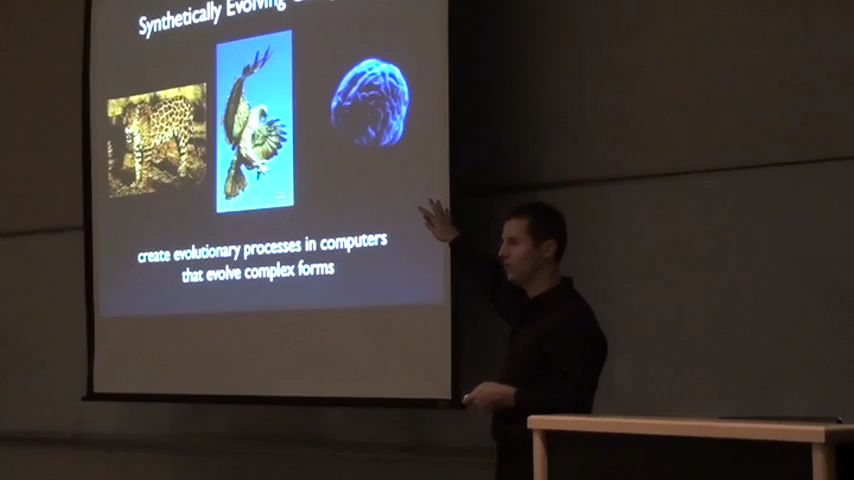 Synthetically Evolving
create evolutionary processes in computers
that evolve complex forms